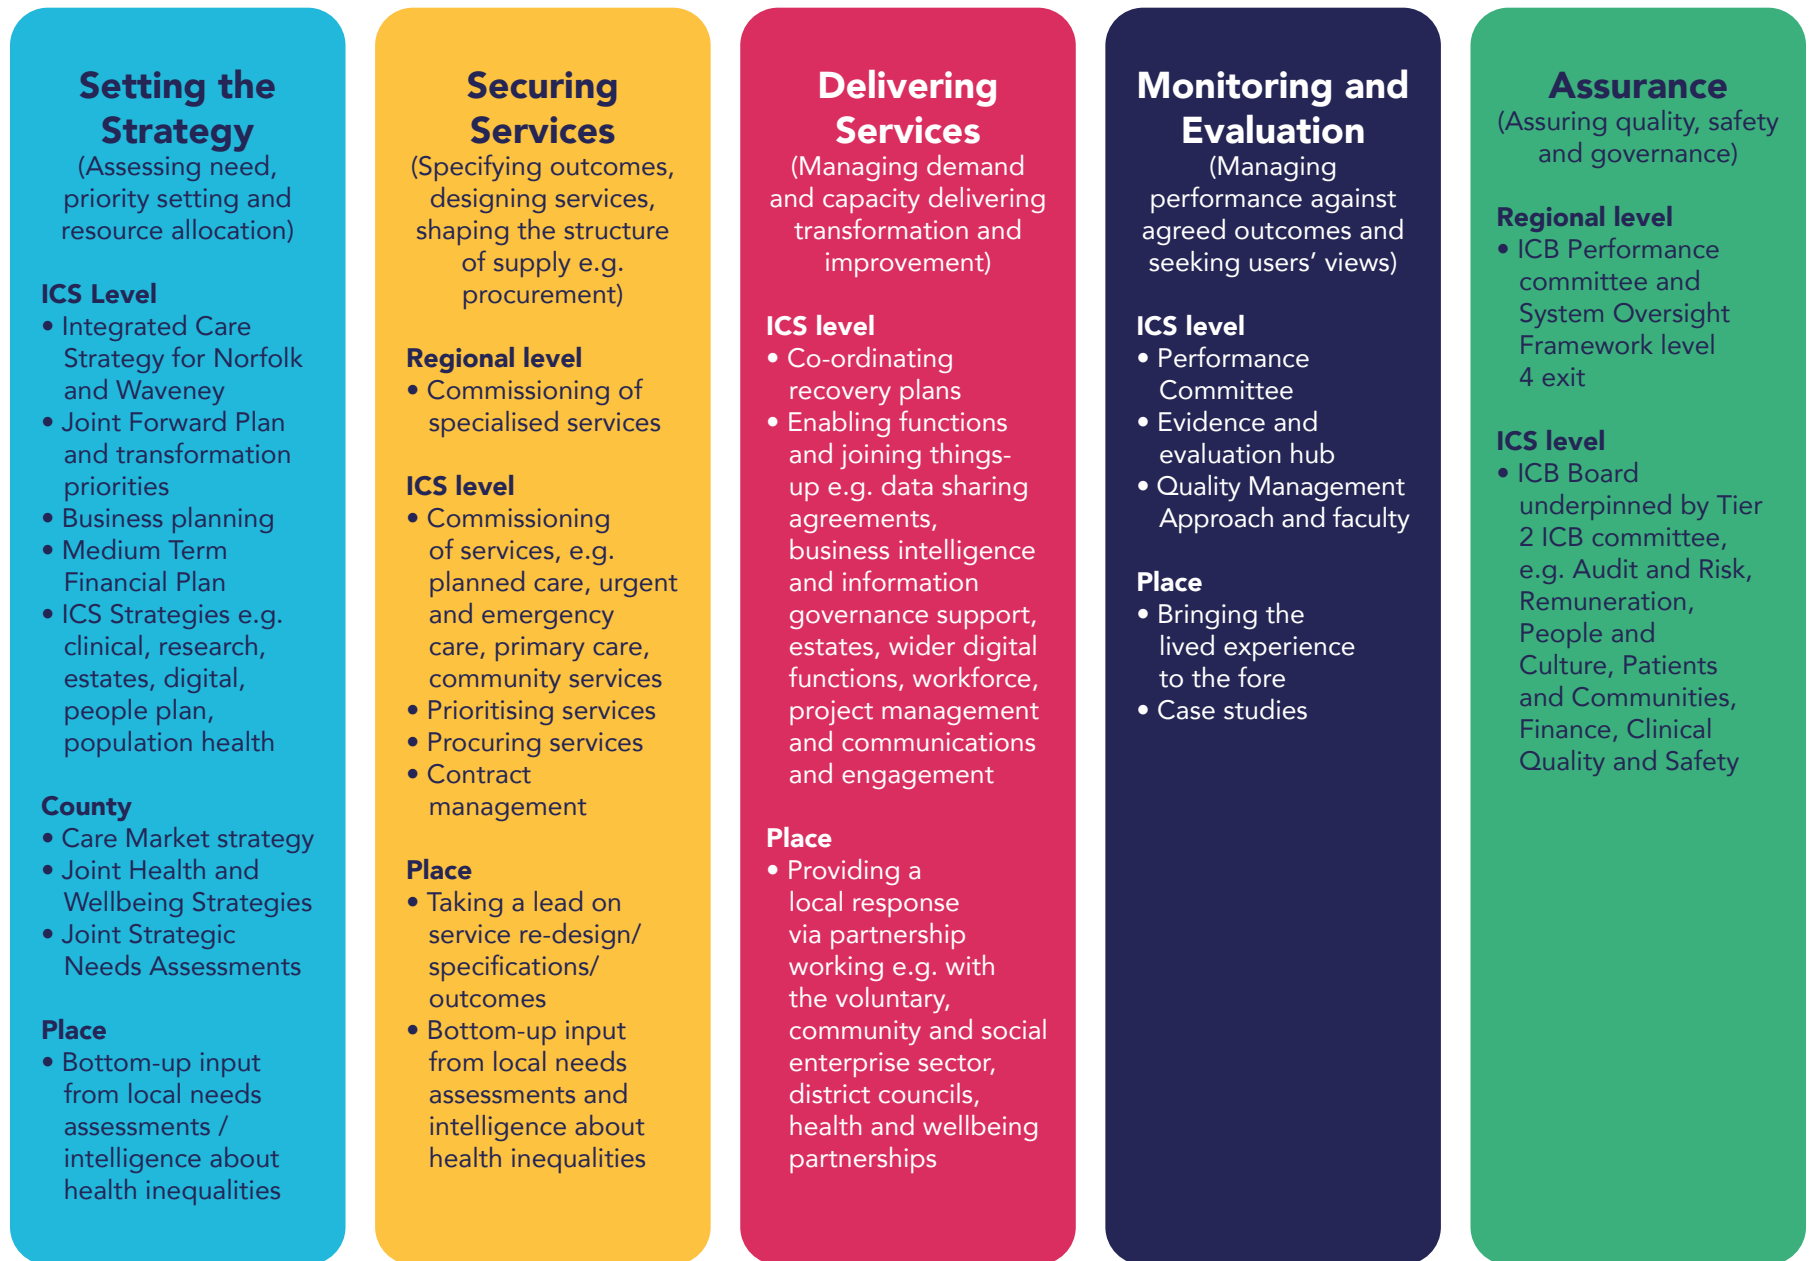 Setting the
Strategy
(Assessing need,
priority setting and
resource allocation)
ICS Level
• Integrated Care
Strategy for Norfolk
and Waveney
• Joint Forward Plan
and transformation
priorities
• Business planning
• Medium Term
Financial Plan
• ICS Strategies e.g.
clinical, research,
estates, digital,
people plan,
population health
County
• Care Market strategy
• Joint Health and
Wellbeing Strategies
• Joint Strategic
Needs Assessments
Place
• Bottom-up input
from local needs
assessments /
intelligence about
health inequalities
Securing
Services
(Specifying outcomes,
designing services,
shaping the structure
of supply e.g.
procurement)
Regional level
• Commissioning of
specialised services
ICS level
• Commissioning
of services, e.g.
planned care, urgent
and emergency
care, primary care,
community services
• Prioritising services
• Procuring services
• Contract
management
Place
• Taking a lead on
service re-design/
specifications/
outcomes
• Bottom-up input
from local needs
assessments and
intelligence about
health inequalities
Delivering
Services
(Managing demand
and capacity delivering
transformation and
improvement)
ICS level
• Co-ordinating
recovery plans
• Enabling functions
and joining things-
up e.g. data sharing
agreements,
business intelligence
and information
governance support,
estates, wider digital
functions, workforce,
project management
and communications
and engagement
Place
• Providing a
local response
via partnership
working e.g. with
the voluntary,
community and social
enterprise sector,
district councils,
health and wellbeing
partnerships
Monitoring and
Evaluation
(Managing
performance against
agreed outcomes and
seeking users’ views)
ICS level
• Performance
Committee
• Evidence and
evaluation hub
• Quality Management
Approach and faculty
Place
• Bringing the
lived experience
to the fore
• Case studies
Assurance
(Assuring quality, safety
and governance)
Regional level
• ICB Performance
committee and
System Oversight
Framework level
4 exit
ICS level
• ICB Board
underpinned by Tier
2 ICB committee,
e.g. Audit and Risk,
Remuneration,
People and
Culture, Patients
and Communities,
Finance, Clinical
Quality and Safety